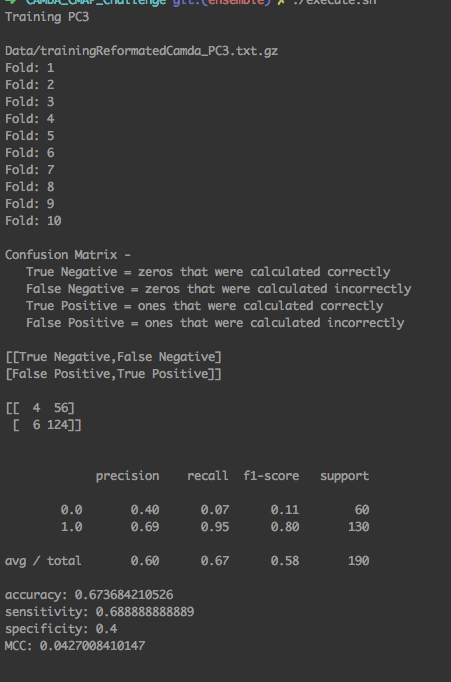 ➜ CAMDA_CMAP_Challenge git:(ensemble) ✗ ./execute.sh
Training PC3
Data/trainingReformatedCamda_PC3.txt.gz
Fold: 1
Fold: 2
Fold: 3
Fold: 4
Fold: 5
Fold: 6
Fold: 7
Fold: 8
Fold: 9
Fold: 10
Confusion Matrix -
True Negative = zeros that were calculated correctly
False Negative = zeros that were calculated incorrectly
True Positive = ones that were calculated correctly
False Positive = ones that were calculated incorrectly
[[True Negative,False Negative]
[False Positive,True Positive]]
[[ 4 56]
[ 6 124]]
precision recall f1-score support
0.0 0.40 0.07 0.11 60
1.0 0.69 0.95 0.80 130
avg / total 0.60 0.67 0.58 190
accuracy: 0.673684210526
sensitivity: 0.688888888889
specificity: 0.4
MCC: 0.0427008410147